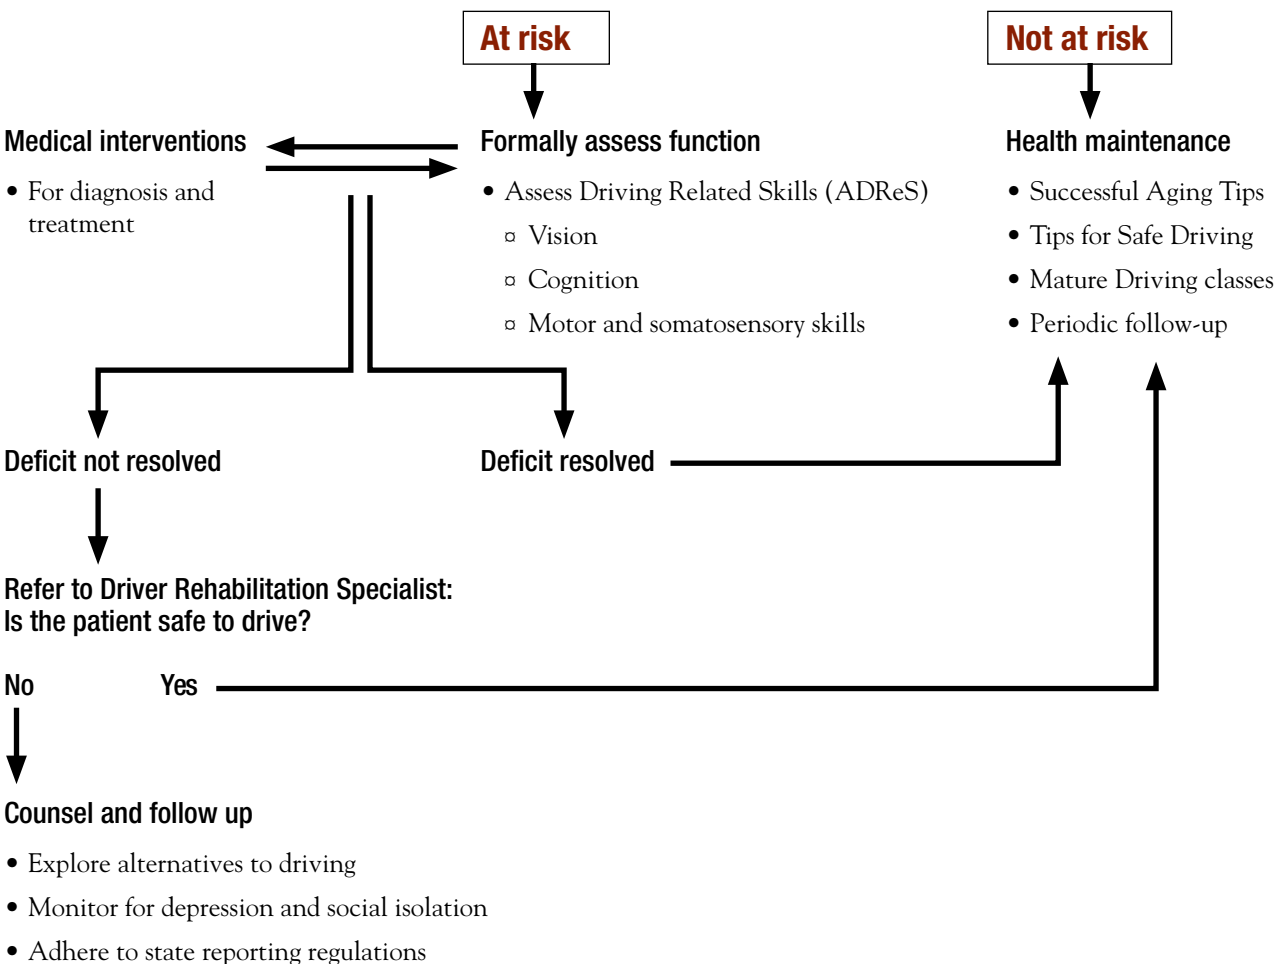 At risk
Not at risk
Medical interventions
• For diagnosis and
treatment
Formally assess function
• Assess Driving Related Skills (ADReS)
¤ Vision
¤ Cognition
¤ Motor and somatosensory skills
Health maintenance
• Successful Aging Tips
• Tips for Safe Driving
• Mature Driving classes
• Periodic follow-up
Deficit not resolved
Deficit resolved
Refer to Driver Rehabilitation Specialist:
Is the patient safe to drive?
No
Yes
Counsel and follow up
• Explore alternatives to driving
• Monitor for depression and social isolation
• Adhere to state reporting regulations